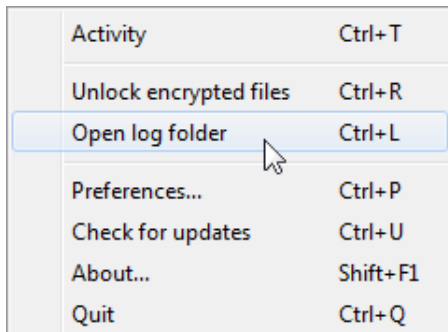 Activity Ctrl+T
Unlock encrypted files Ctrl+R
Open log folder Ctrl+L
Preferences... Ctrl+P
Check for updates Ctrl+U
About... Shift+F1
Quit Ctrl+Q